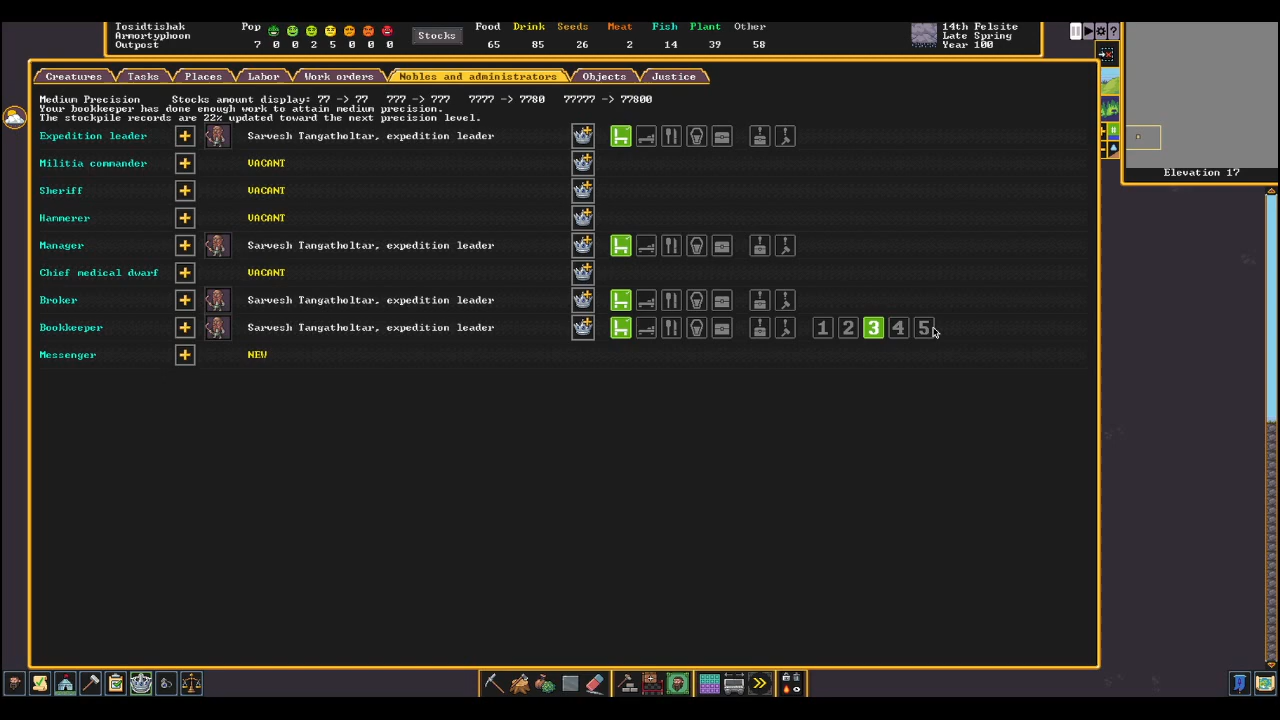 Tosidtishak
Armortyphoon
Outpost
Pop
7 0 0 2 5 0 0 0
Stocks
Food Drink Seeds Meat Fish Plant Other
65 85 26 2 14 39 58
14th Felsite
Late Spring
Year 100
Creatures Tasks Places Labor Work orders Nobles and administrators Objects Justice
Medium Precision Stocks amount display: 77 -> 77 777 -> 777 7777 -> 7780 77777 -> 77800
Your bookkeeper has done enough work to attain medium precision.
The stockpile records are 22% updated toward the next precision level.
Expedition leader Sarvesh Tangatholtar, expedition leader
Militia commander VACANT
Sheriff VACANT
Hammerer VACANT
Manager Sarvesh Tangatholtar, expedition leader
Chief medical dwarf VACANT
Broker Sarvesh Tangatholtar, expedition leader
Bookkeeper Sarvesh Tangatholtar, expedition leader 1 2 3 4 5
Messenger NEW
Elevation 17